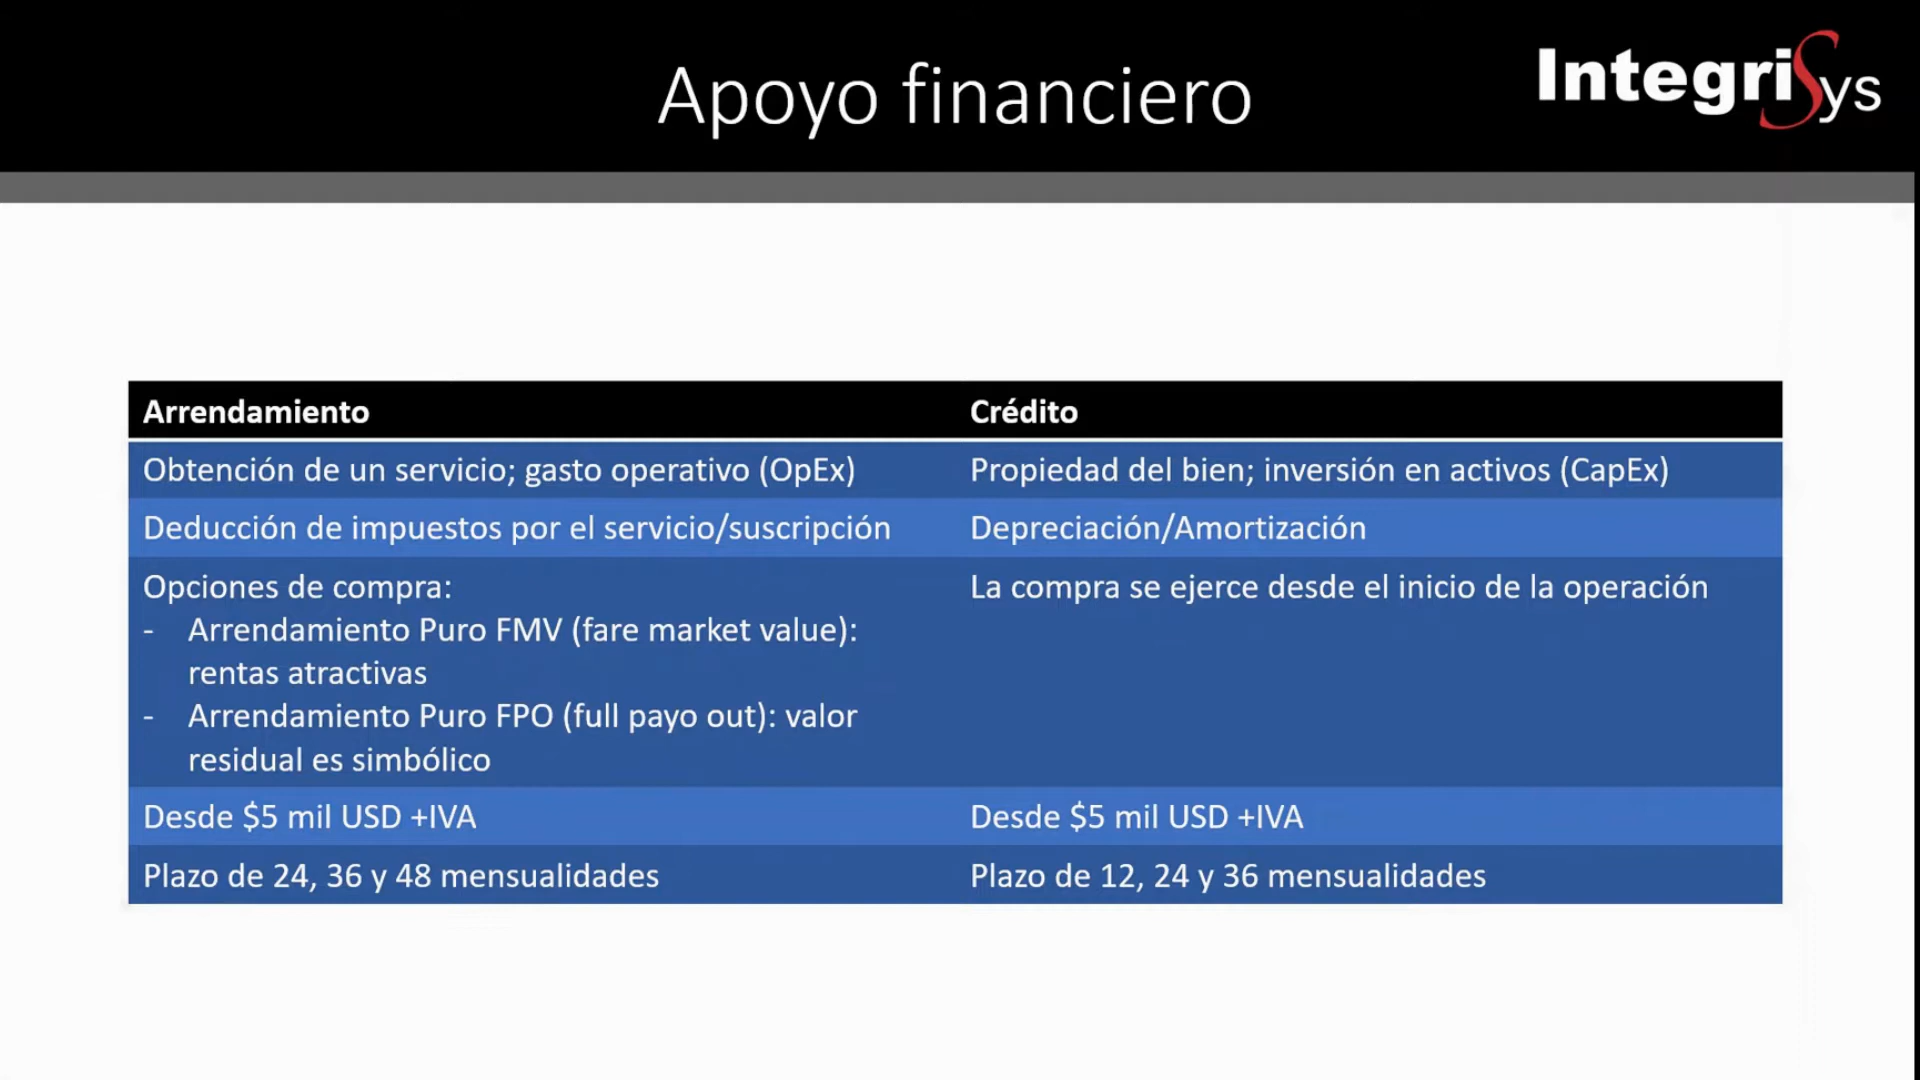 Apoyo financiero
IntegriSys
Arrendamiento
Crédito
Obtención de un servicio; gasto operativo (OpEx)
Propiedad del bien; inversión en activos (CapEx)
Deducción de impuestos por el servicio/suscripción
Depreciación/Amortización
Opciones de compra:
- Arrendamiento Puro FMV (fare market value):
rentas atractivas
- Arrendamiento Puro FPO (full payo out): valor
residual es simbólico
La compra se ejerce desde el inicio de la operación
Desde $5 mil USD +IVA
Desde $5 mil USD +IVA
Plazo de 24, 36 y 48 mensualidades
Plazo de 12, 24 y 36 mensualidades